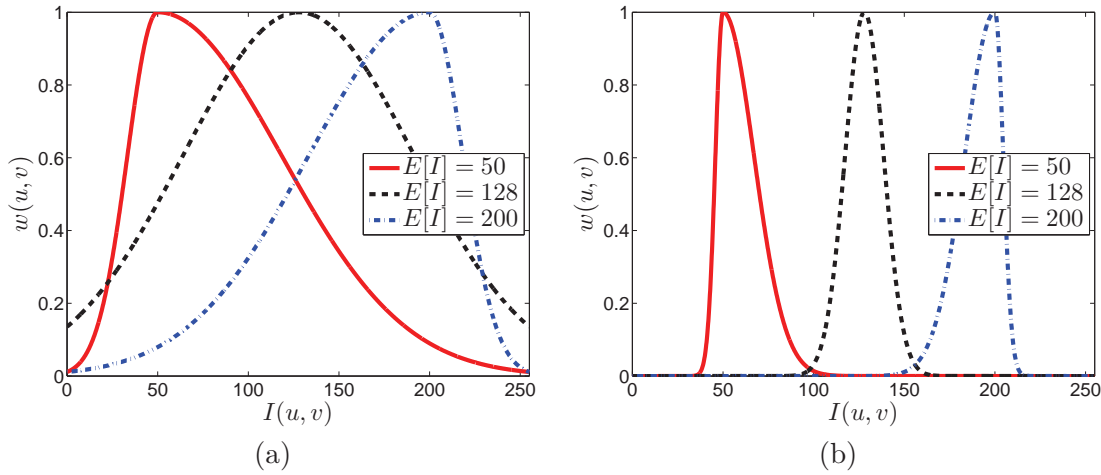 1
0.8
0.6
0.4
0.2
0
w(u, v)
0 50 100 150 200 250
I(u, v)
E[I] = 50
E[I] = 128
E[I] = 200
(a)
1
0.8
0.6
0.4
0.2
0
w(u, v)
0 50 100 150 200 250
I(u, v)
E[I] = 50
E[I] = 128
E[I] = 200
(b)